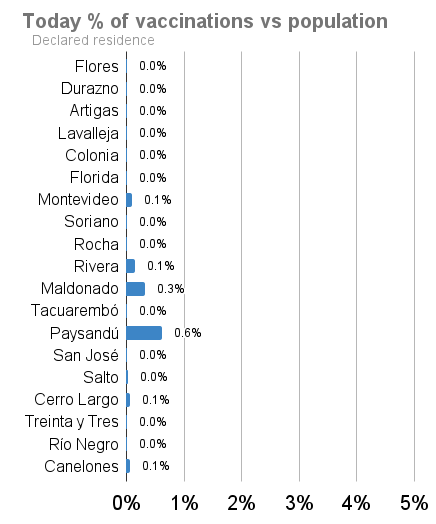 Today % of vaccinations vs population
Declared residence
Flores 0.0%
Durazno 0.0%
Artigas 0.0%
Lavalleja 0.0%
Colonia 0.0%
Florida 0.0%
Montevideo 0.1%
Soriano 0.0%
Rocha 0.0%
Rivera 0.1%
Maldonado 0.3%
Tacuarembó 0.0%
Paysandú 0.6%
San José 0.0%
Salto 0.0%
Cerro Largo 0.1%
Treinta y Tres 0.0%
Río Negro 0.0%
Canelones 0.1%
0% 1% 2% 3% 4% 5%